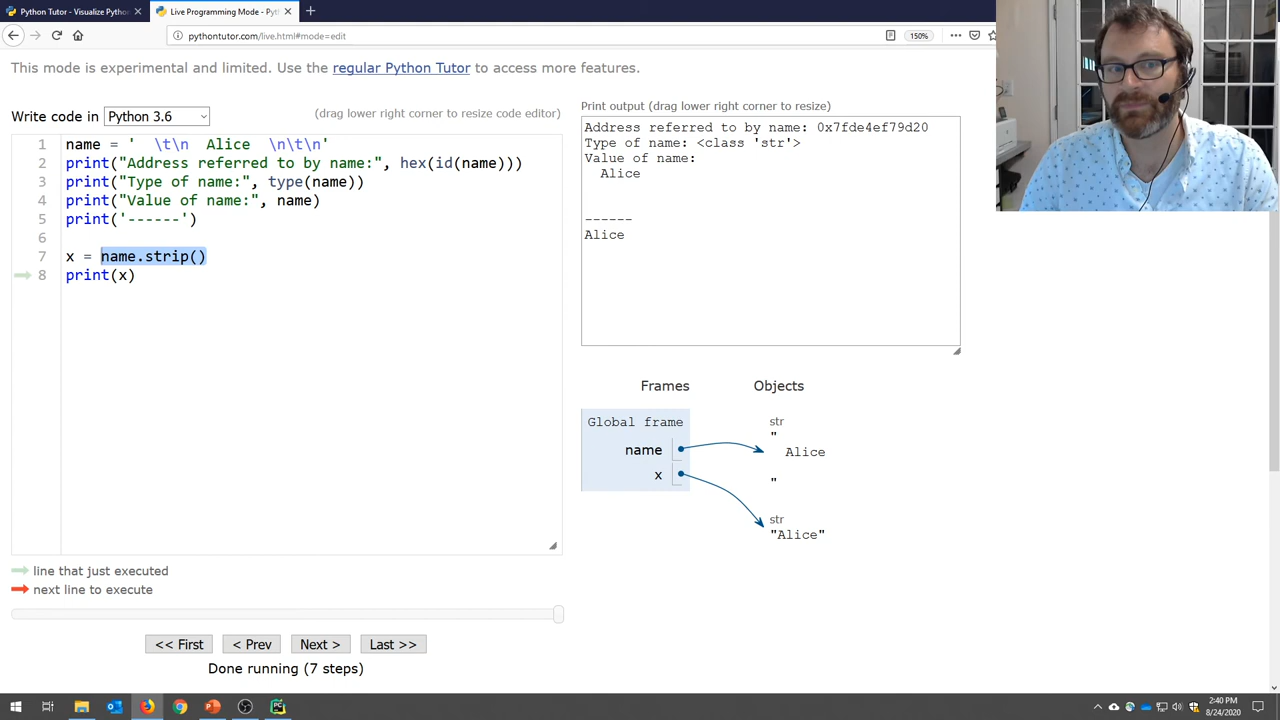 Python Tutor - Visualize Python
Live Programming Mode - Pyt
pythontutor.com/live.html#mode=edit
150%
This mode is experimental and limited. Use the regular Python Tutor to access more features.
Write code in Python 3.6
(drag lower right corner to resize code editor)
1 name = '  \t\n  Alice  \n\t\n'
2 print("Address referred to by name:", hex(id(name)))
3 print("Type of name:", type(name))
4 print("Value of name:", name)
5 print('------')
6
7 x = name.strip()
8 print(x)
Print output (drag lower right corner to resize)
Address referred to by name: 0x7fde4ef79d20
Type of name: <class 'str'>
Value of name:
Alice
------
Alice
Frames
Objects
Global frame
name
x
str
"
Alice
"
str
"Alice"
line that just executed
next line to execute
<< First
< Prev
Next >
Last >>
Done running (7 steps)
2:40 PM
8/24/2020